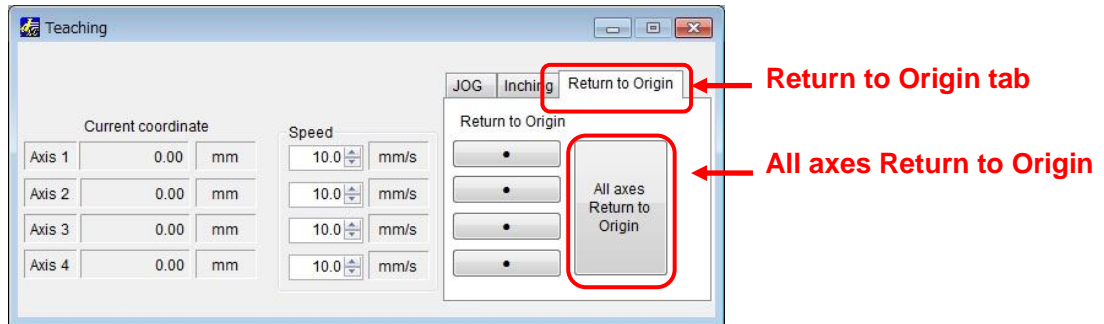 Teaching
JOG Inching Return to Origin
Return to Origin tab
Current coordinate
Speed
Return to Origin
Axis 1 0.00 mm 10.0 mm/s
Axis 2 0.00 mm 10.0 mm/s
Axis 3 0.00 mm 10.0 mm/s
Axis 4 0.00 mm 10.0 mm/s
All axes
Return to
Origin
All axes Return to Origin